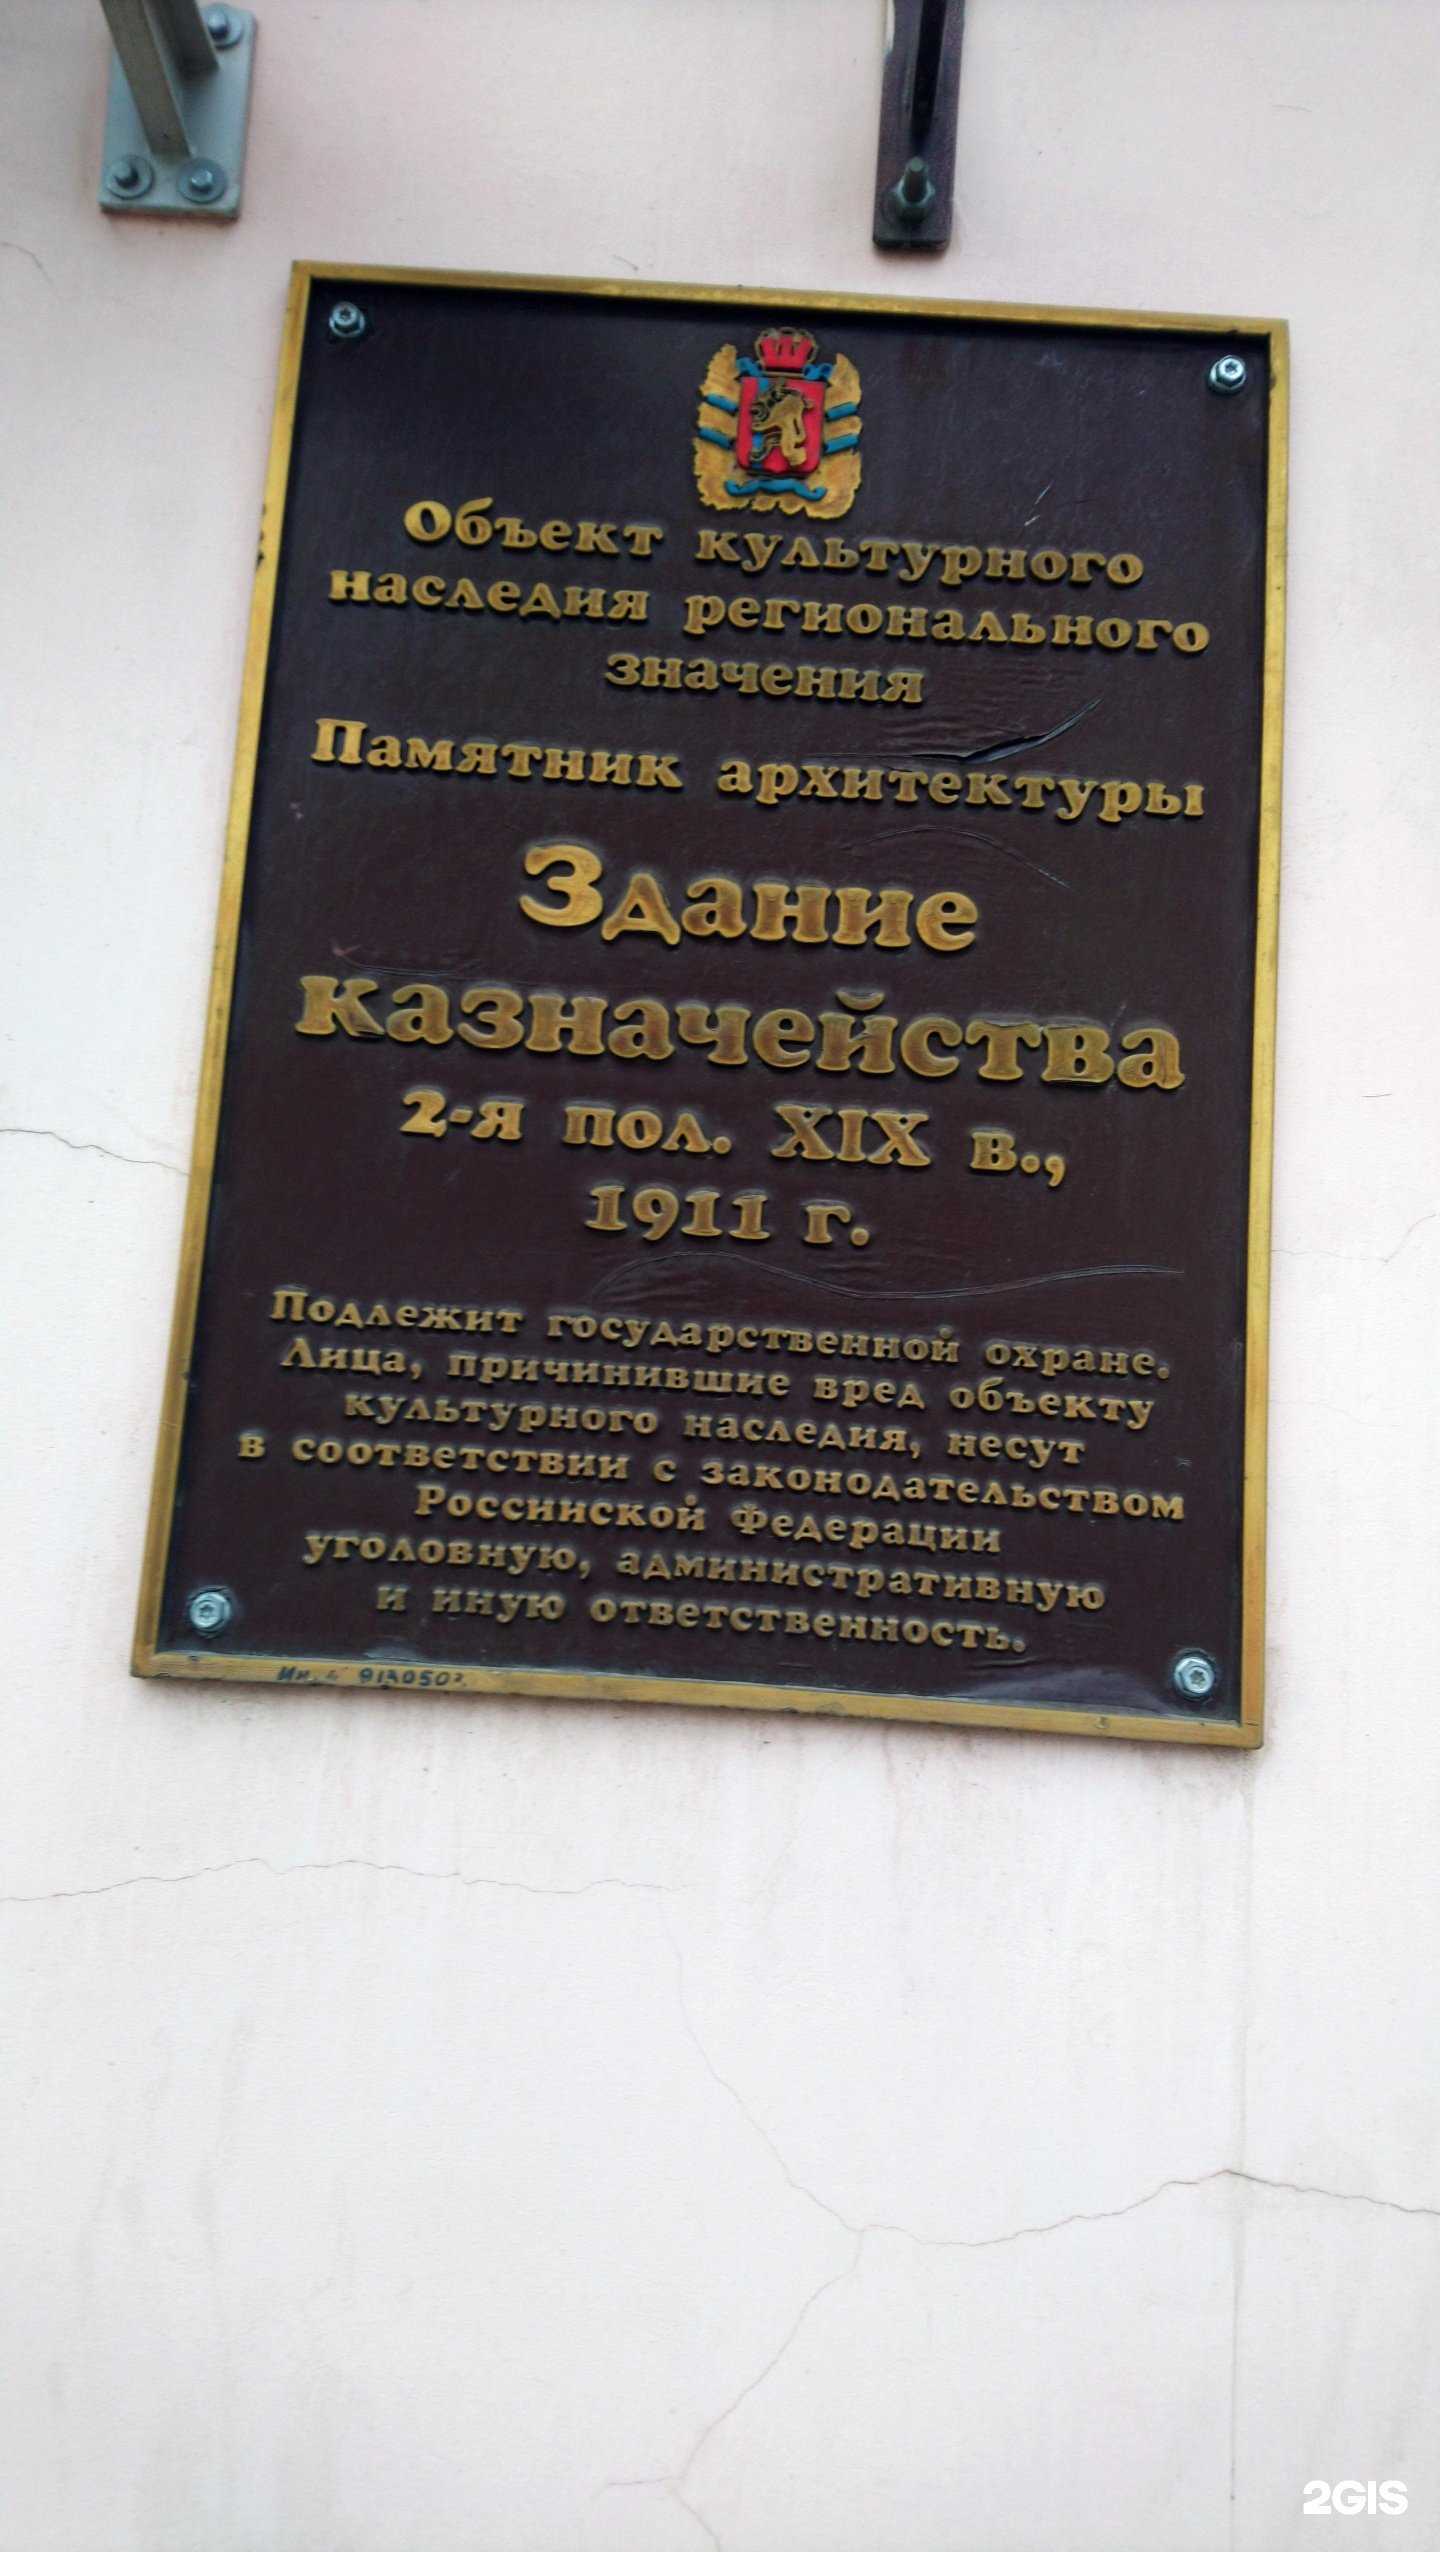 Объект культурного
наследия регионального
значения
Памятник архитектуры
Здание
казначейства
2-я пол. XIX в.,
1911 г.
Подлежит государственной охране.
Лица, причинившие вред объекту
культурного наследия, несут
в соответствии с законодательством
Российской Федерации
уголовную, административную
и иную ответственность.
2GIS